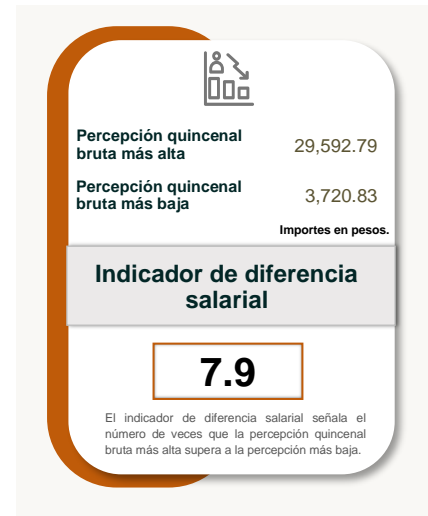 Percepción quincenal
bruta más alta
29,592.79
Percepción quincenal
bruta más baja
3,720.83
Importes en pesos.
Indicador de diferencia
salarial
7.9
El indicador de diferencia salarial señala el
número de veces que la percepción quincenal
bruta más alta supera a la percepción más baja.